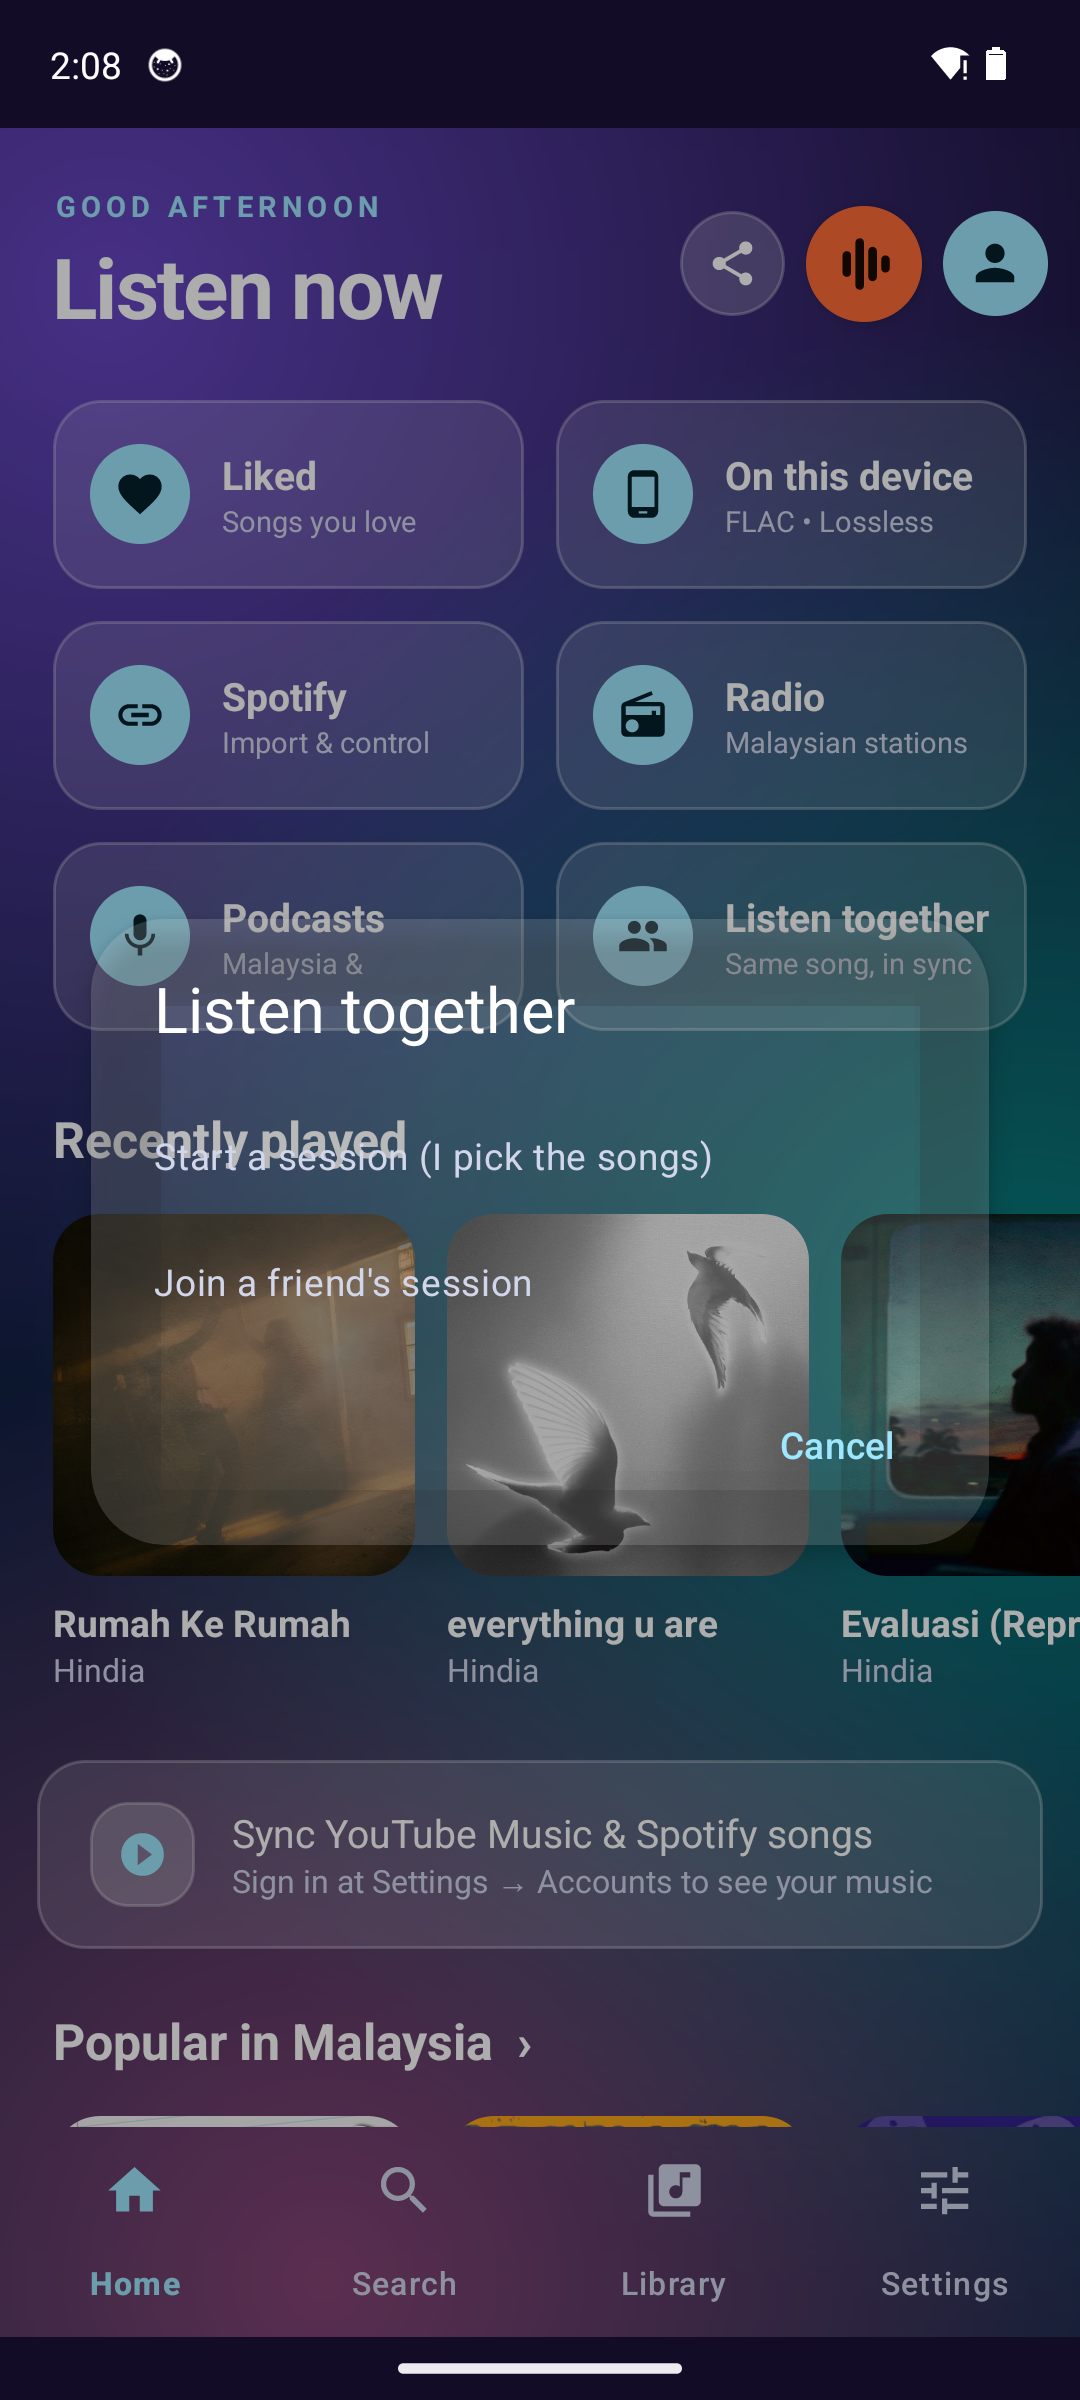 2:08
GOOD AFTERNOON
Listen now
Liked
Songs you love
On this device
FLAC • Lossless
Spotify
Import & control
Radio
Malaysian stations
Podcasts
Malaysia &
Listen together
Same song, in sync
Listen together
Recently played
Start a session (I pick the songs)
Join a friend's session
Cancel
Rumah Ke Rumah
Hindia
everything u are
Hindia
Evaluasi (Repr
Hindia
Sync YouTube Music & Spotify songs
Sign in at Settings → Accounts to see your music
Popular in Malaysia ›
Home
Search
Library
Settings